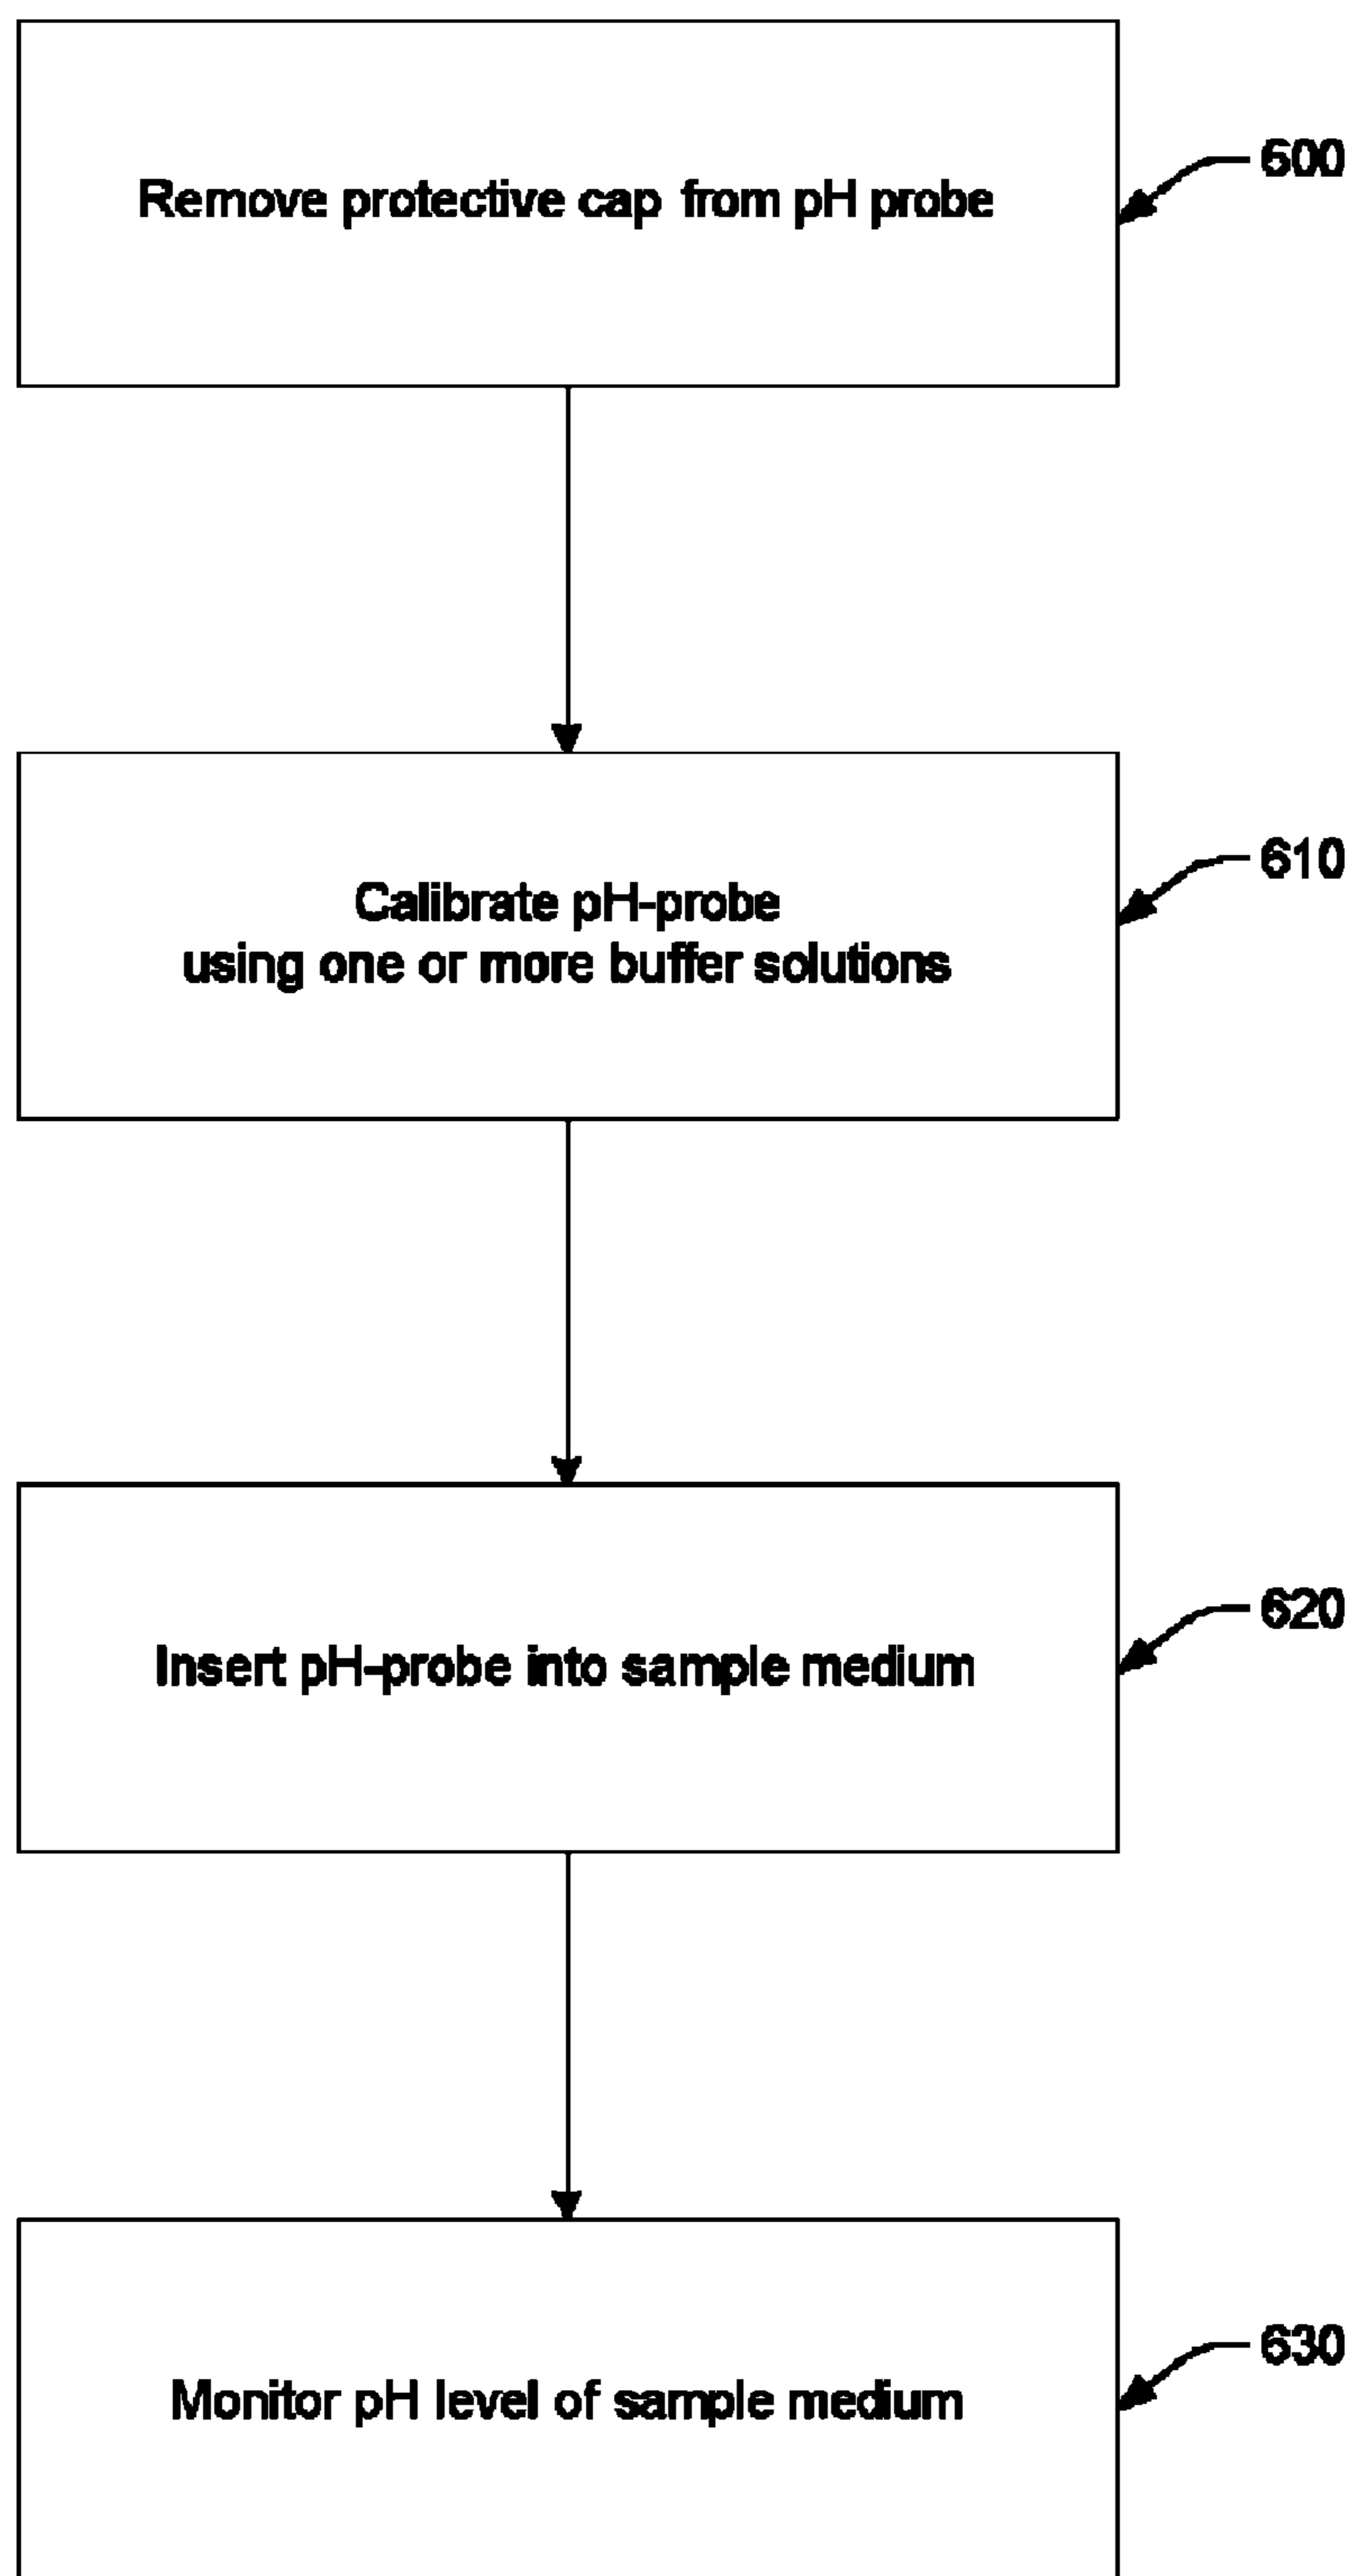 Remove protective cap from pH probe
600
Calibrate pH-probe
using one or more buffer solutions
610
Insert pH-probe into sample medium
620
Monitor pH level of sample medium
630